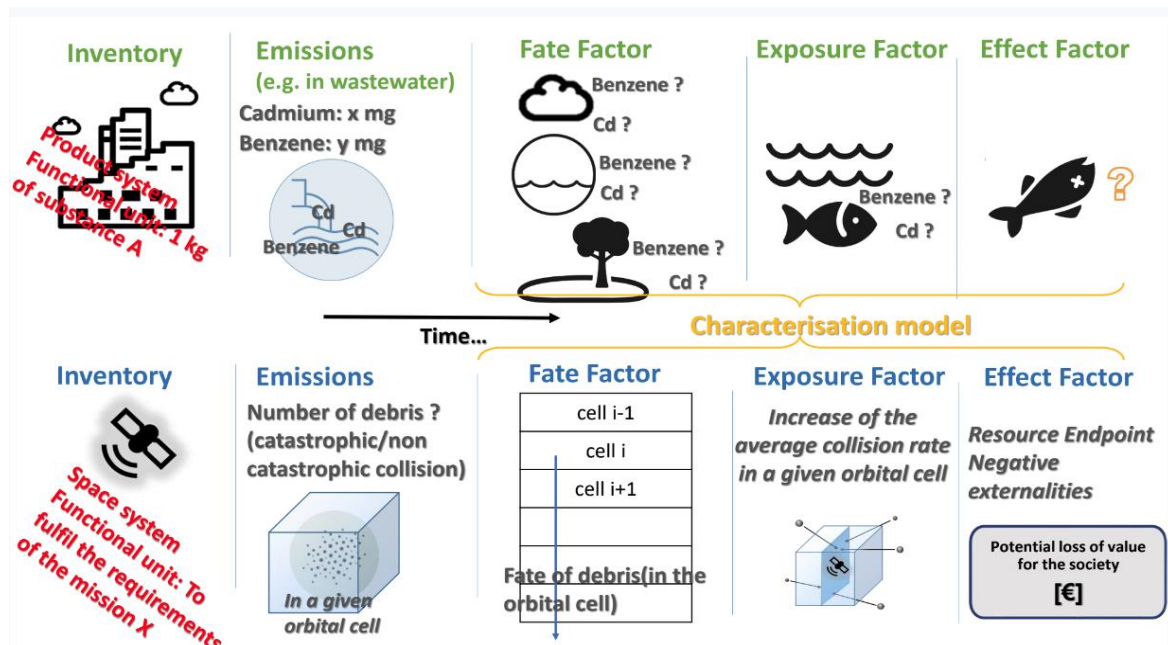 Inventory
Product system
Functional unit: 1 kg
of substance A
Emissions
(e.g. in wastewater)
Cadmium: x mg
Benzene: y mg
Cd
Cd
Benzene
Fate Factor
Benzene ?
Cd ?
Benzene ?
Cd ?
Benzene ?
Cd ?
Exposure Factor
Benzene ?
Cd ?
Effect Factor
?
Time...
Characterisation model
Inventory
Space system
Functional unit: To
fulfil the requirements
of the mission X
Emissions
Number of debris ?
(catastrophic/non
catastrophic collision)
In a given
orbital cell
Fate Factor
cell i-1
cell i
cell i+1
Fate of debris(in the
orbital cell)
Exposure Factor
Increase of the
average collision rate
in a given orbital cell
Effect Factor
Resource Endpoint
Negative
externalities
Potential loss of value
for the society
[€]